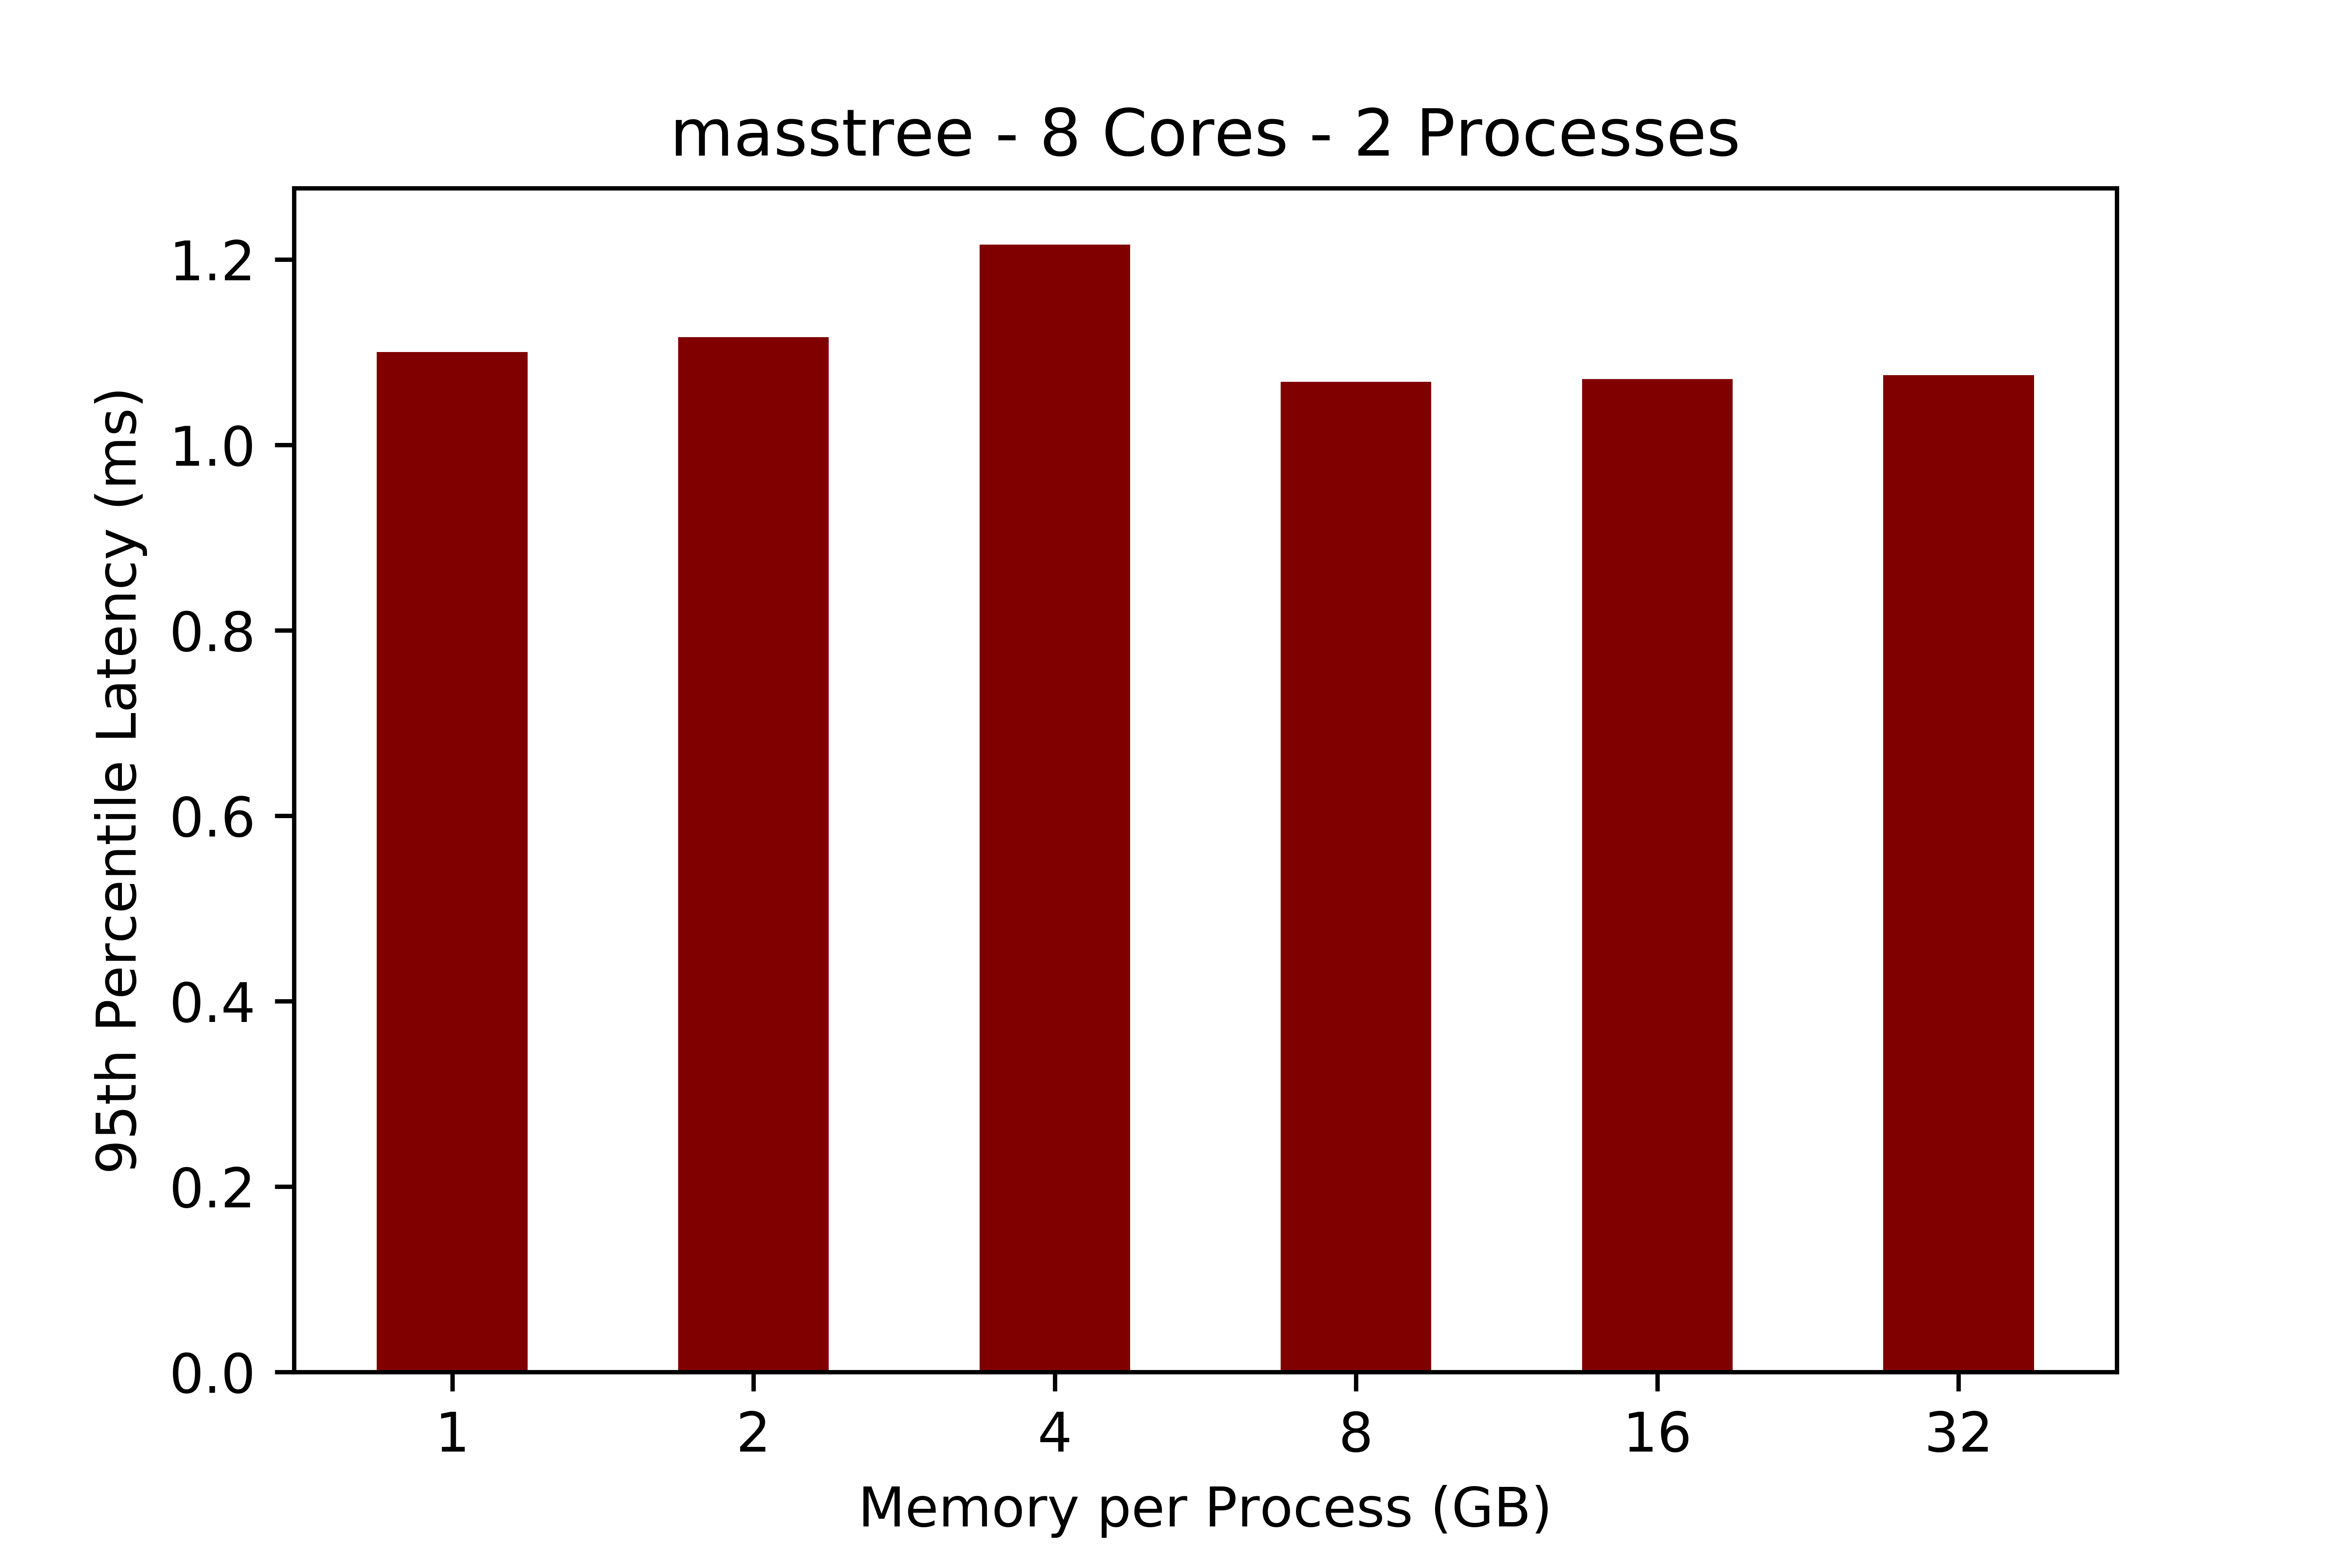 masstree - 8 Cores - 2 Processes
95th Percentile Latency (ms)
1.2
1.0
0.8
0.6
0.4
0.2
0.0
1 2 4 8 16 32
Memory per Process (GB)